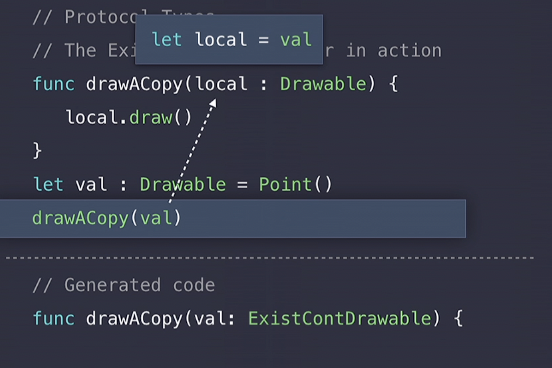 // Protocol Types
let local = val
// The Exi r in action
func drawACopy(local : Drawable) {
local.draw()
}
let val : Drawable = Point()
drawACopy(val)
// Generated code
func drawACopy(val: ExistContDrawable) {